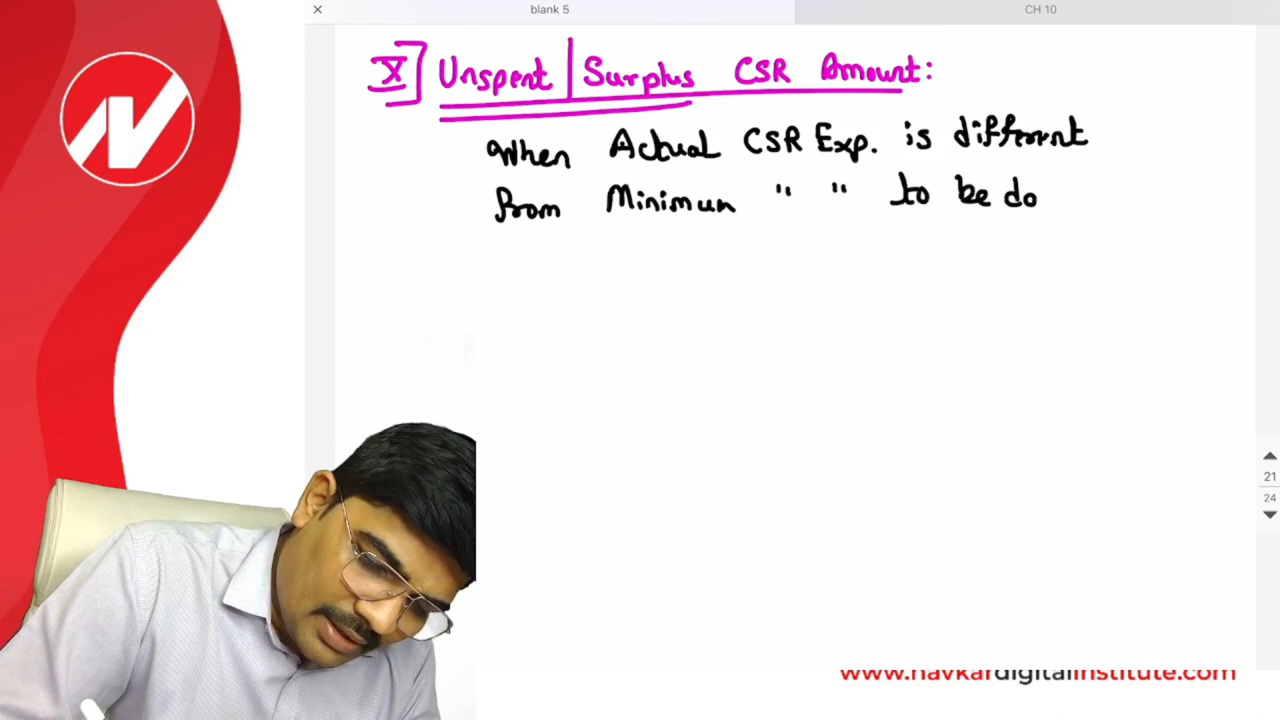 blank 5
CH 10
X] Unspent | Surplus CSR Amount:
When Actual CSR Exp. is different
from Minimum " " to be do
21
24
www.navkardigitalinstitute.com